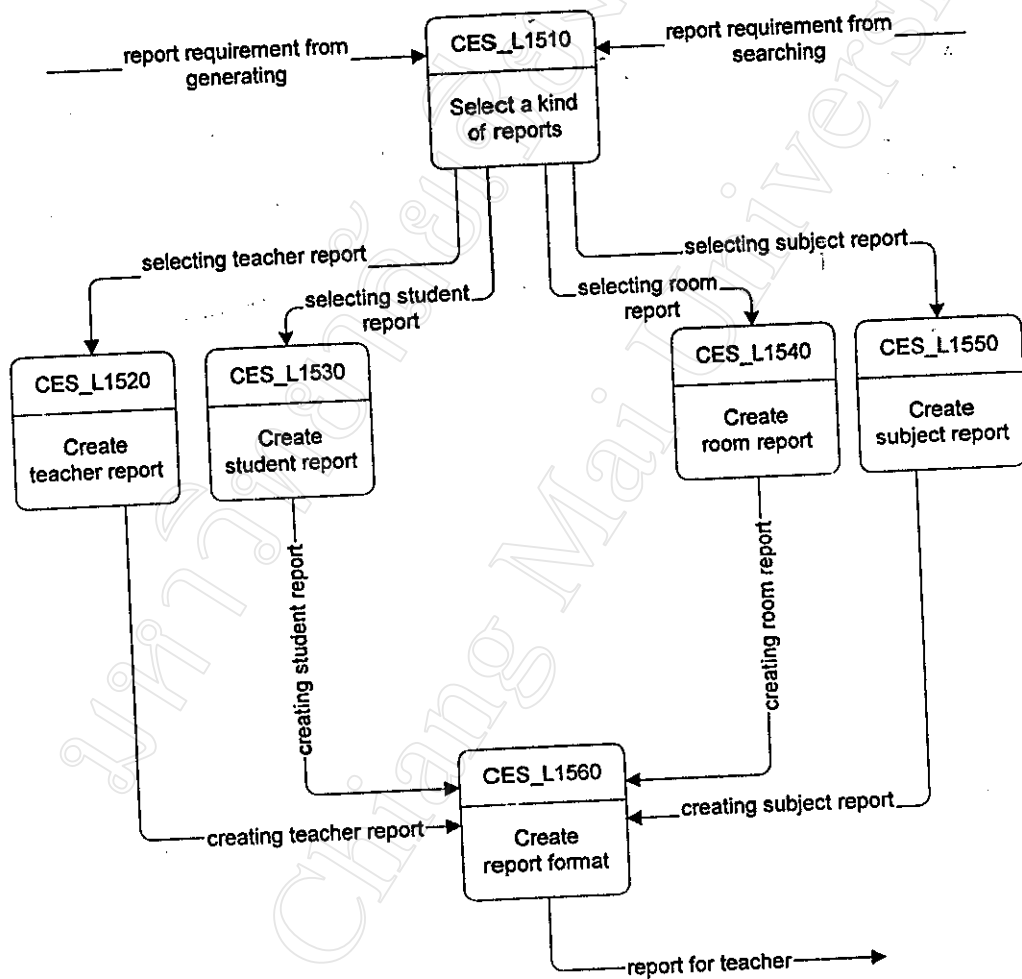 report requirement from
generating
CES_L1510
report requirement from
searching
Select a kind
of reports
selecting teacher report
selecting student
report
selecting room
report
selecting subject report
CES_L1520
Create
teacher report
CES_L1530
Create
student report
CES_L1540
Create
room report
CES_L1550
Create
subject report
creating student report
creating room report
creating teacher report
CES_L1560
Create
report format
creating subject report
report for teacher
Chiang Mai Universi